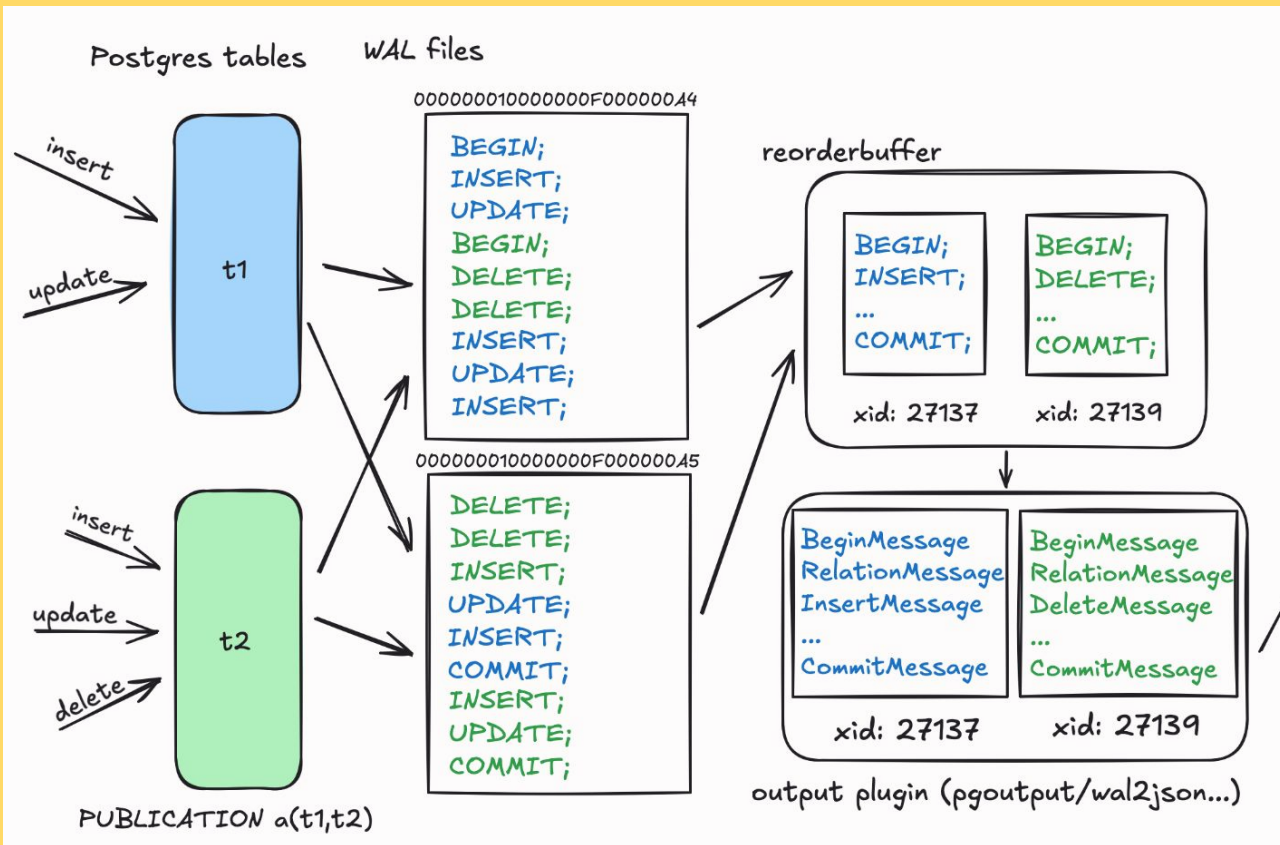 Postgres tables
WAL files
insert
update
t1
insert
update
delete
t2
PUBLICATION a(t1,t2)
000000010000000F000000A4
BEGIN;
INSERT;
UPDATE;
BEGIN;
DELETE;
DELETE;
INSERT;
UPDATE;
INSERT;
000000010000000F000000A5
DELETE;
DELETE;
INSERT;
UPDATE;
INSERT;
COMMIT;
INSERT;
UPDATE;
COMMIT;
reorderbuffer
BEGIN;
INSERT;
...
COMMIT;
xid: 27137
BEGIN;
DELETE;
...
COMMIT;
xid: 27139
BeginMessage
RelationMessage
InsertMessage
...
CommitMessage
xid: 27137
BeginMessage
RelationMessage
DeleteMessage
...
CommitMessage
xid: 27139
output plugin (pgoutput/wal2json...)